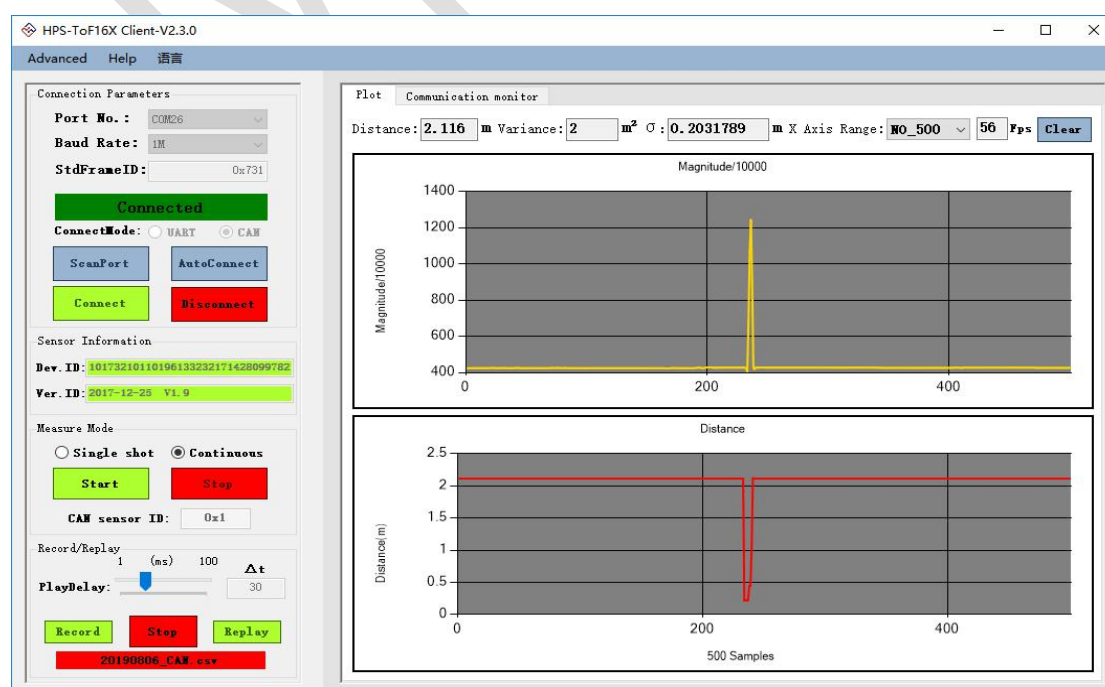 HPS-ToF16X Client-V2.3.0
Advanced Help 语言
Connection Parameters
Port No.: COM26
Baud Rate: 1M
StdFrameID: 0x731
Connected
ConnectMode: UART CAN
ScanPort AutoConnect
Connect Disconnect
Sensor Information
Dev.ID: 10173210110196133232171428099782
Ver.ID: 2017-12-25 V1.9
Measure Mode
Single shot Continuous
Start Stop
CAN sensor ID: 0x1
Record/Replay
1 (ms) 100 Δt
PlayDelay: 30
Record Stop Replay
20190806_CAN.csv
Plot Communication monitor
Distance: 2.116 m Variance: 2 m² σ: 0.2031789 m X Axis Range: NO_500 56 Fps Clear
Magnitude/10000
Magnitude/10000
1400
1200
1000
800
600
400
0 200 400
Distance
Distance(m)
2.5
2
1.5
1
0.5
0
0 200 400
500 Samples